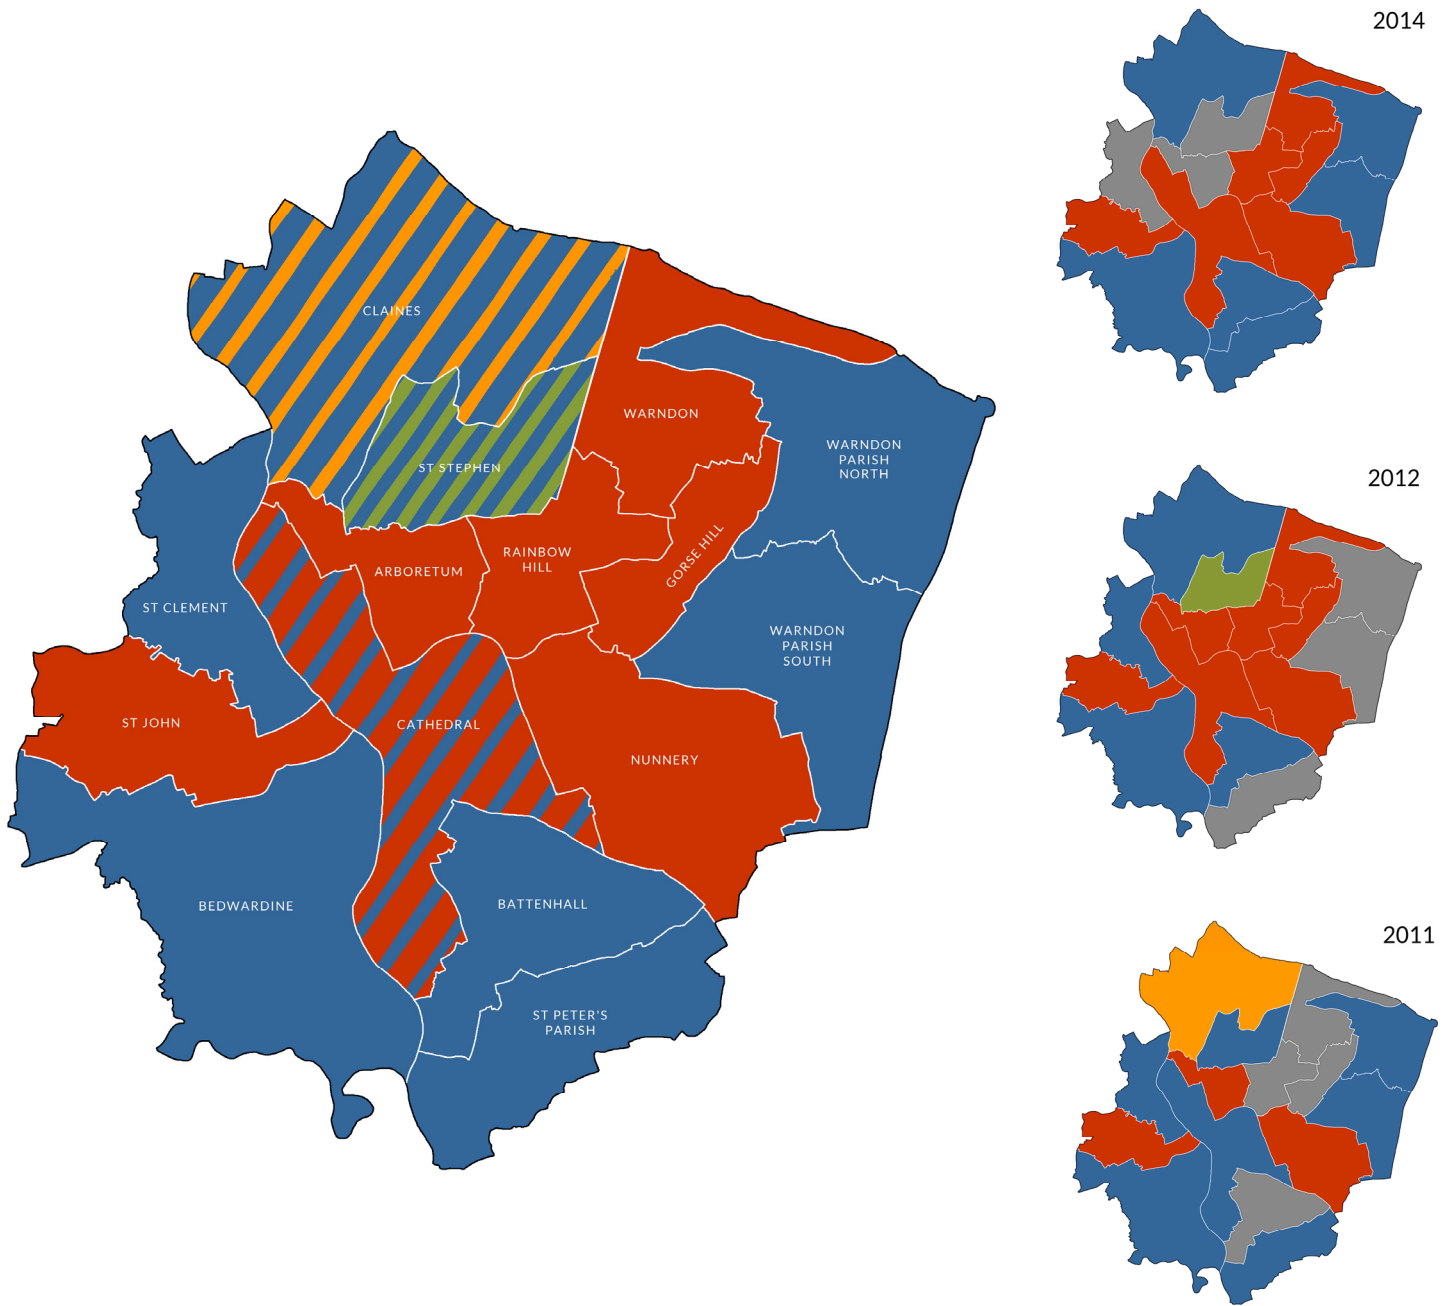 2014
CLAINES
WARNDON
WARNDON
PARISH
NORTH
ST STEPHEN
2012
RAINBOW
HILL
GORSE HILL
ARBORETUM
ST CLEMENT
WARNDON
PARISH
SOUTH
ST JOHN
CATHEDRAL
NUNNERY
BEDWARDINE
BATTENHALL
2011
ST PETER'S
PARISH